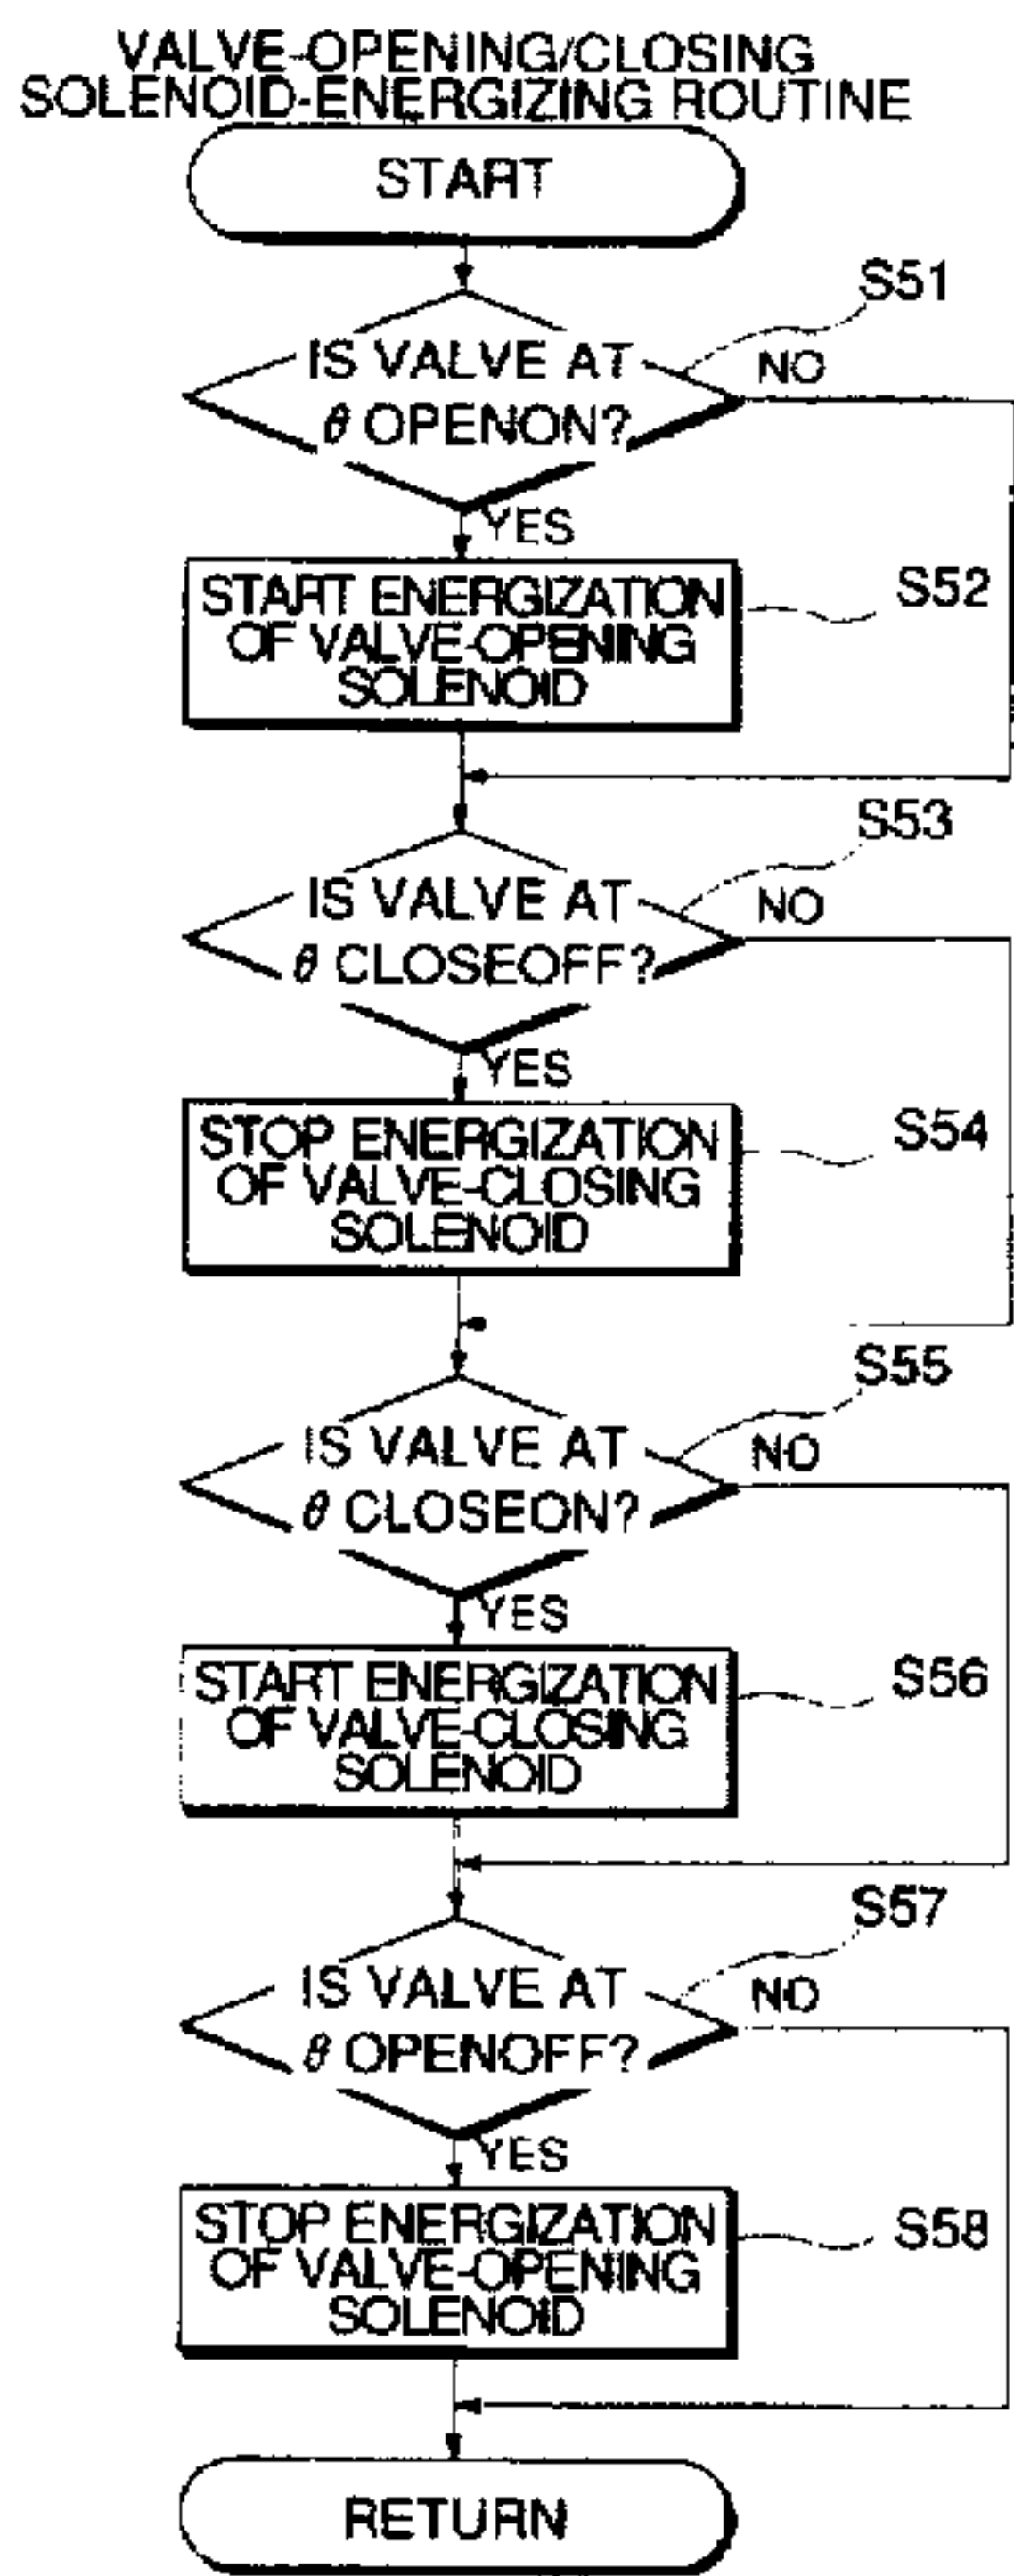 VALVE-OPENING/CLOSING
SOLENOID-ENERGIZING ROUTINE
START
S51
IS VALVE AT
θ OPENON?
NO
YES
S52
START ENERGIZATION
OF VALVE-OPENING
SOLENOID
S53
IS VALVE AT
θ CLOSEOFF?
NO
YES
S54
STOP ENERGIZATION
OF VALVE-CLOSING
SOLENOID
S55
IS VALVE AT
θ CLOSEON?
NO
YES
S56
START ENERGIZATION
OF VALVE-CLOSING
SOLENOID
S57
IS VALVE AT
θ OPENOFF?
NO
YES
S58
STOP ENERGIZATION
OF VALVE-OPENING
SOLENOID
RETURN